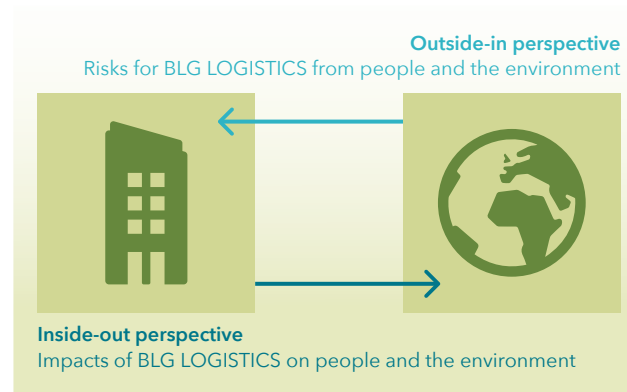 Outside-in perspective
Risks for BLG LOGISTICS from people and the environment
Inside-out perspective
Impacts of BLG LOGISTICS on people and the environment